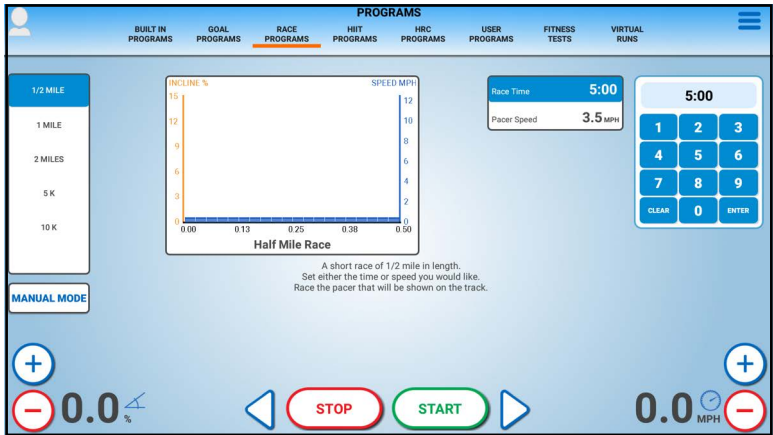 PROGRAMS
BUILT IN PROGRAMS
GOAL PROGRAMS
RACE PROGRAMS
HIIT PROGRAMS
HRC PROGRAMS
USER PROGRAMS
FITNESS TESTS
VIRTUAL RUNS
1/2 MILE
1 MILE
2 MILES
5 K
10 K
MANUAL MODE
INCLINE % SPEED MPH
15
12
9
6
3
0
12
10
8
6
4
2
0
0.00 0.13 0.25 0.38 0.50
Half Mile Race
A short race of 1/2 mile in length.
Set either the time or speed you would like.
Race the pacer that will be shown on the track.
Race Time 5:00
Pacer Speed 3.5 MPH
5:00
1 2 3
4 5 6
7 8 9
CLEAR 0 ENTER
+
−
0.0 %
STOP
START
0.0 MPH
+
−